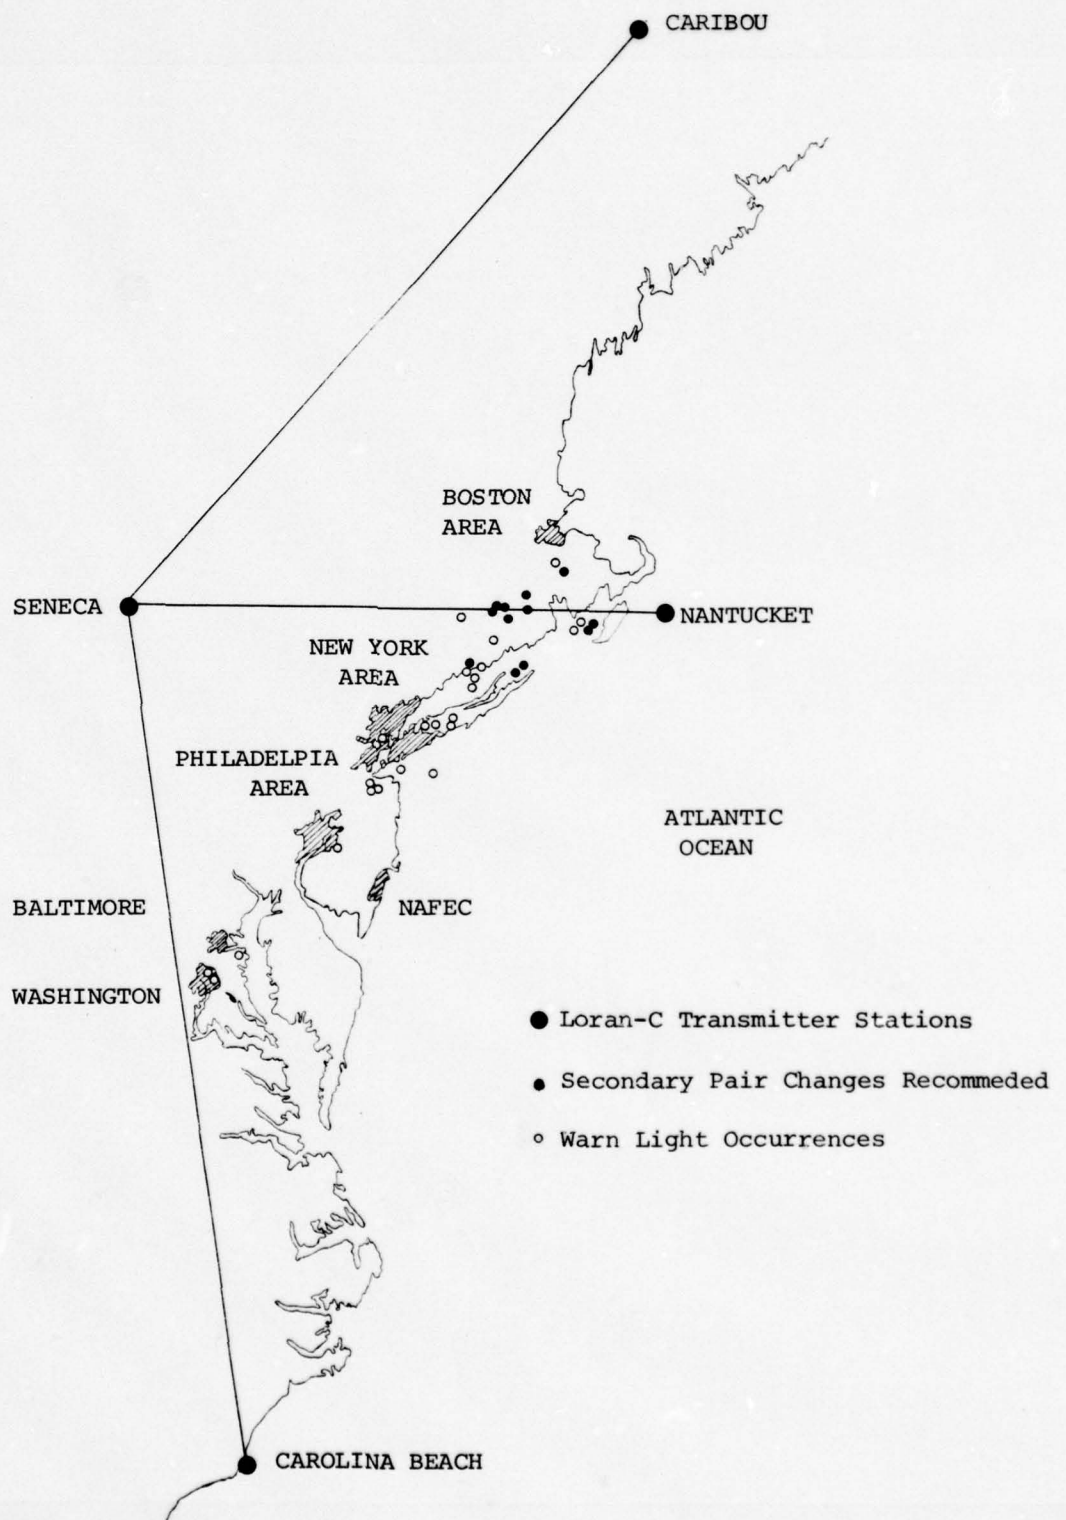 CARIBOU
BOSTON
AREA
SENECA
NANTUCKET
NEW YORK
AREA
PHILADELPIA
AREA
ATLANTIC
OCEAN
BALTIMORE
NAFEC
WASHINGTON
Loran-C Transmitter Stations
Secondary Pair Changes Recommeded
Warn Light Occurrences
CAROLINA BEACH